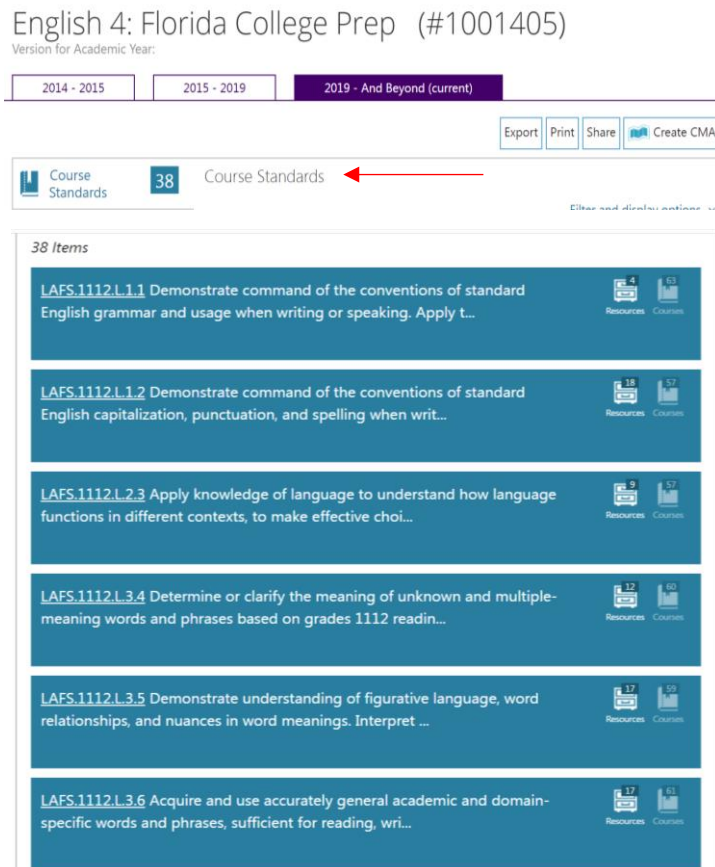 English 4: Florida College Prep (#1001405)
Version for Academic Year:
2014 - 2015 2015 - 2019 2019 - And Beyond (current)
Export Print Share Create CMA
Course Standards 38 Course Standards
Filter and display options
38 Items
LAFS.1112.L.1.1 Demonstrate command of the conventions of standard
English grammar and usage when writing or speaking. Apply t...
4 63
Resources Courses
LAFS.1112.L.1.2 Demonstrate command of the conventions of standard
English capitalization, punctuation, and spelling when writ...
18 57
Resources Courses
LAFS.1112.L.2.3 Apply knowledge of language to understand how language
functions in different contexts, to make effective choi...
9 57
Resources Courses
LAFS.1112.L.3.4 Determine or clarify the meaning of unknown and multiple-
meaning words and phrases based on grades 1112 readin...
12 60
Resources Courses
LAFS.1112.L.3.5 Demonstrate understanding of figurative language, word
relationships, and nuances in word meanings. Interpret ...
17 59
Resources Courses
LAFS.1112.L.3.6 Acquire and use accurately general academic and domain-
specific words and phrases, sufficient for reading, wri...
17 61
Resources Courses